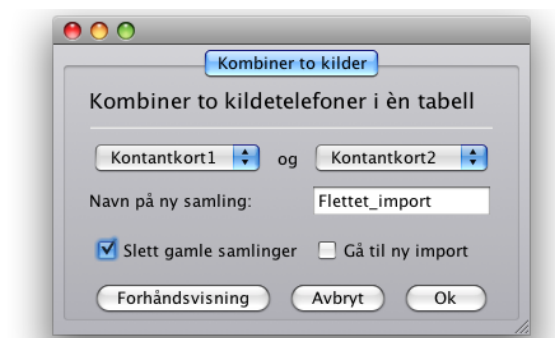 Kombiner to kilder
Kombiner to kildetelefoner i èn tabell
Kontantkort1 og Kontantkort2
Navn på ny samling: Flettet_import
Slett gamle samlinger Gå til ny import
Forhåndsvisning Avbryt Ok